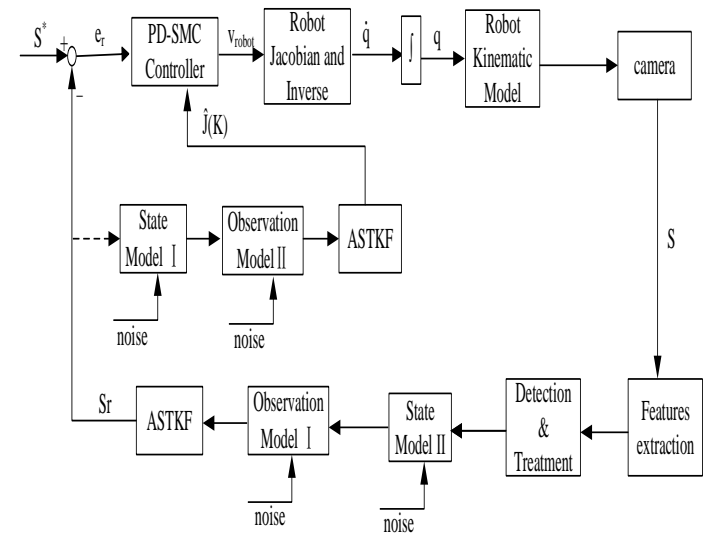 S*
+
e_r
−
PD-SMC
Controller
v_robot
Robot
Jacobian and
Inverse
q̇
∫
q
Robot
Kinematic
Model
camera
Ĵ(K)
State
Model Ⅰ
Observation
Model Ⅱ
ASTKF
noise
noise
S
Sr
ASTKF
Observation
Model Ⅰ
State
Model Ⅱ
Detection
&
Treatment
Features
extraction
noise
noise